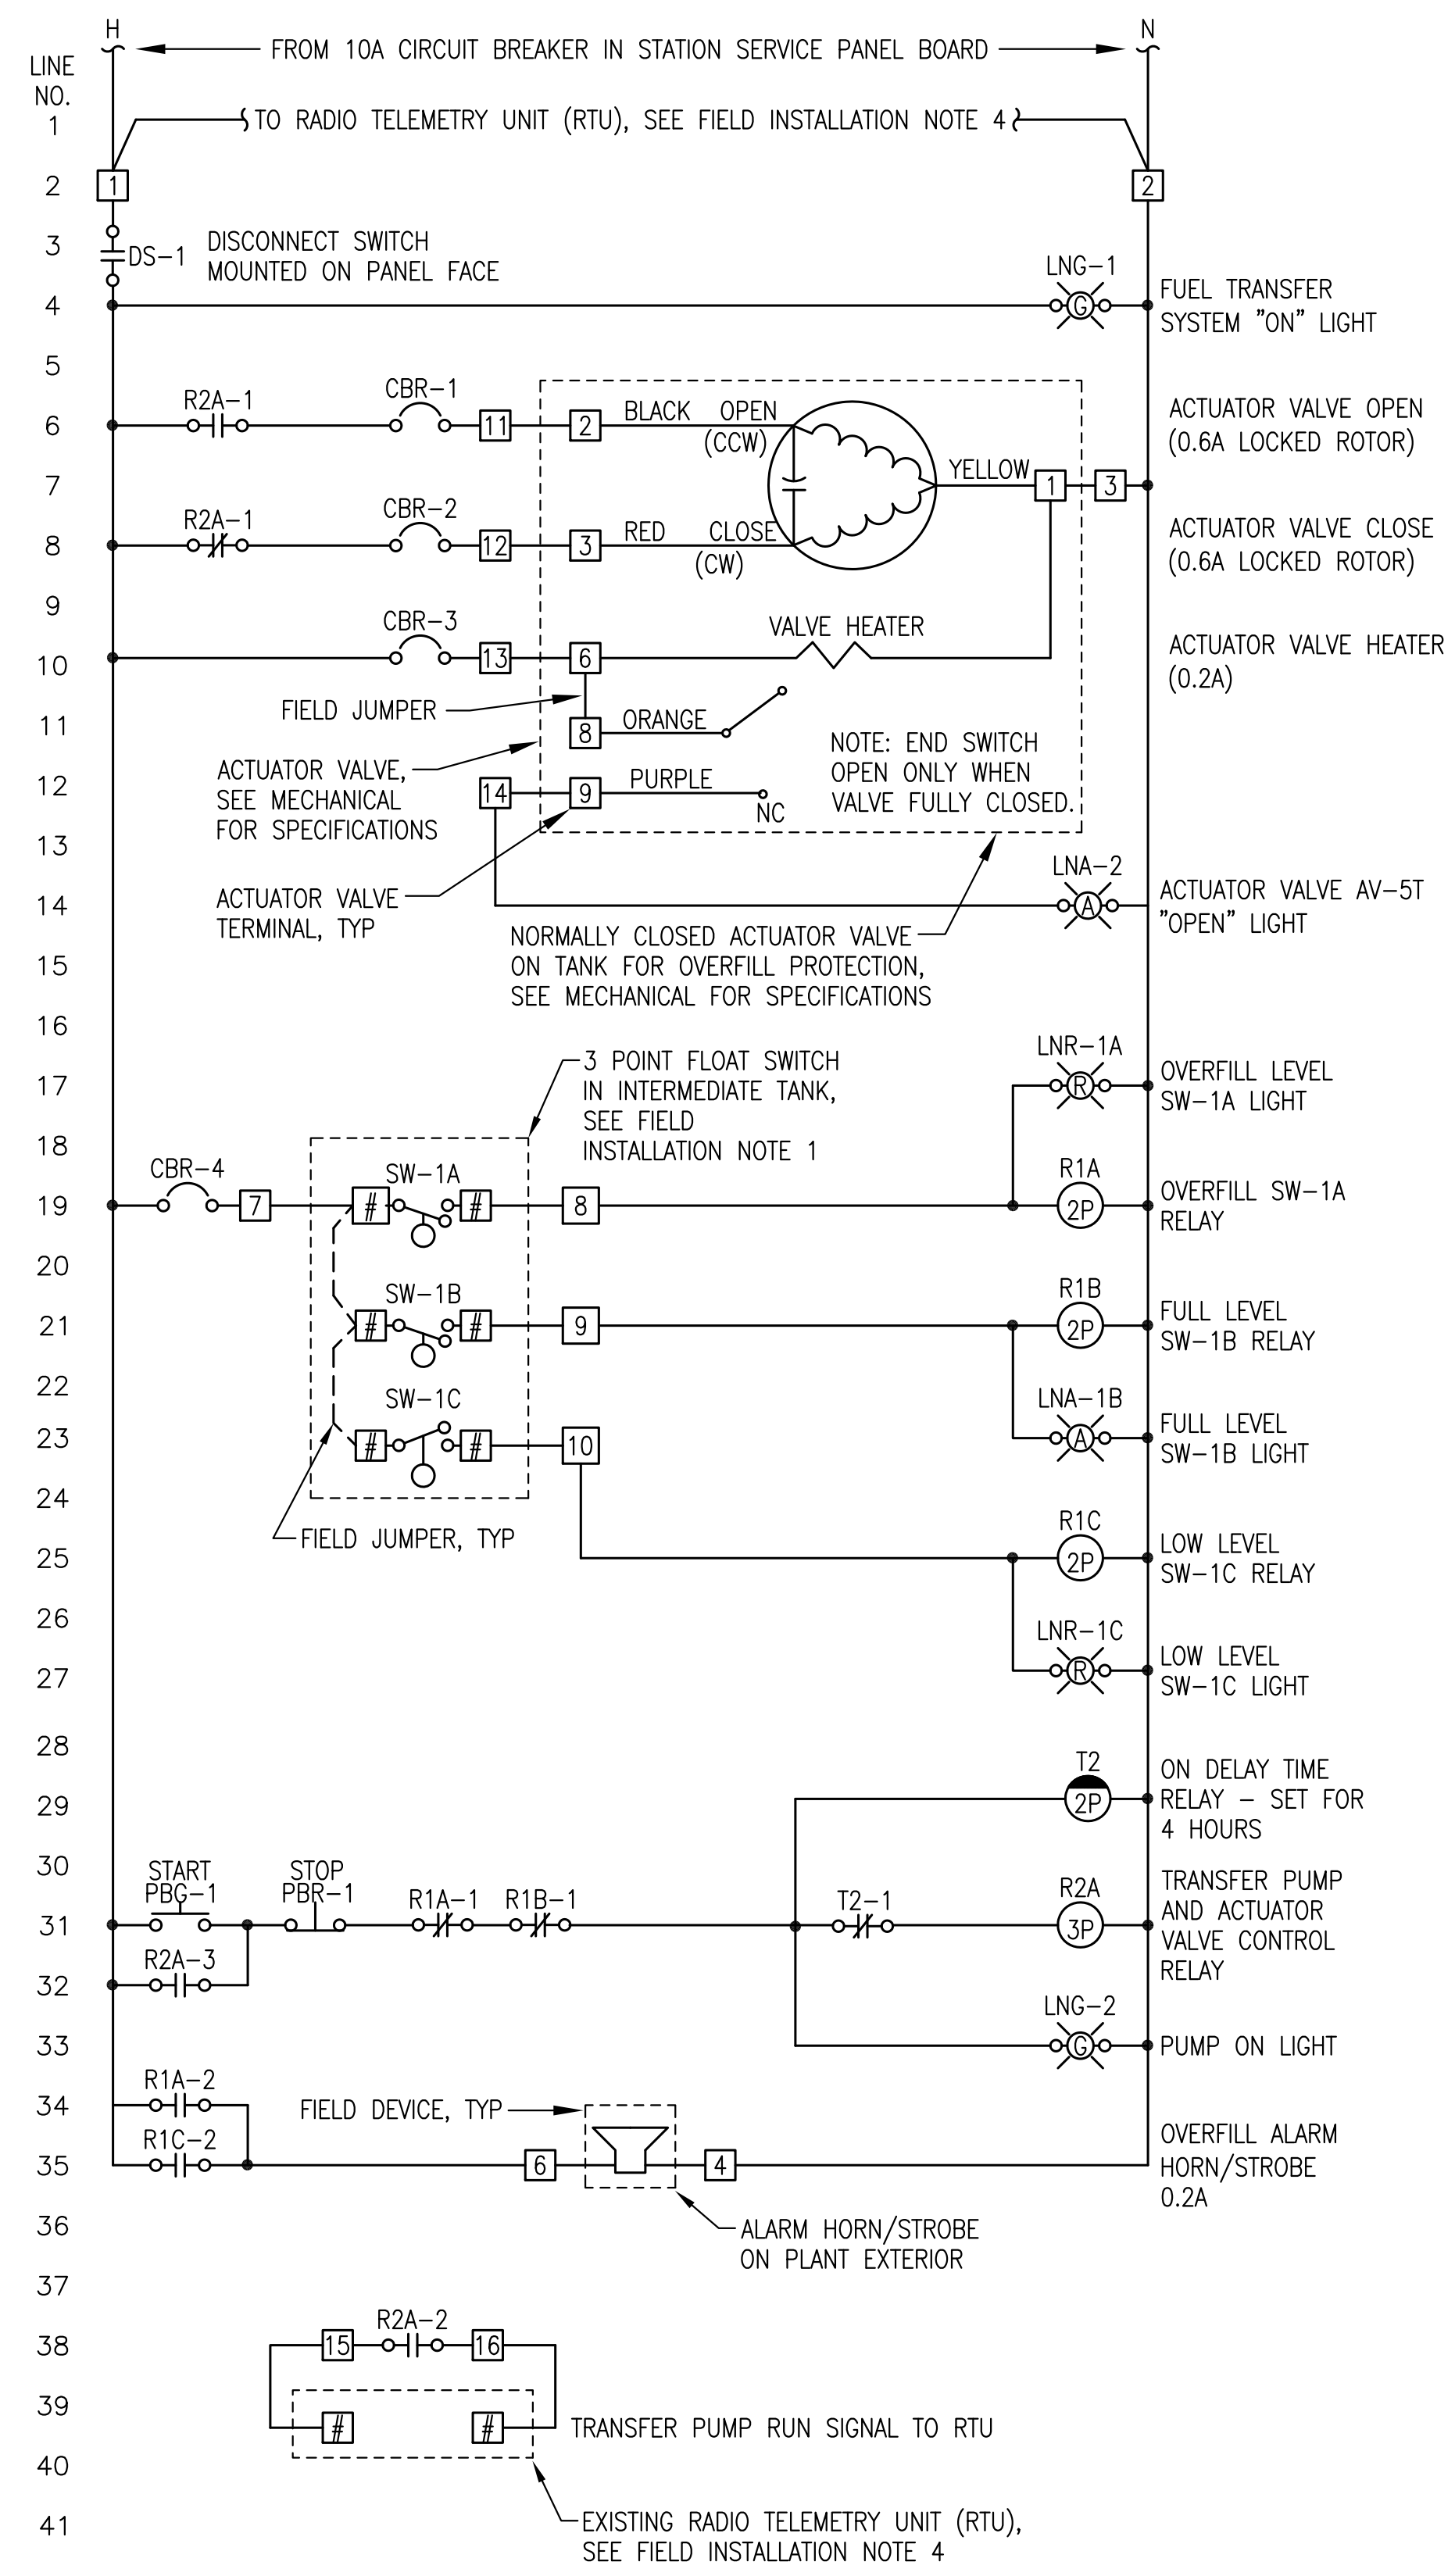 H
N
FROM 10A CIRCUIT BREAKER IN STATION SERVICE PANEL BOARD
LINE
NO.
1
TO RADIO TELEMETRY UNIT (RTU), SEE FIELD INSTALLATION NOTE 4
2
1
2
3
DS-1
DISCONNECT SWITCH
MOUNTED ON PANEL FACE
LNG-1
4
G
FUEL TRANSFER
SYSTEM "ON" LIGHT
5
R2A-1
CBR-1
6
11
2
BLACK OPEN
(CCW)
ACTUATOR VALVE OPEN
(0.6A LOCKED ROTOR)
7
YELLOW
1
3
R2A-1
CBR-2
8
12
3
RED CLOSE
(CW)
ACTUATOR VALVE CLOSE
(0.6A LOCKED ROTOR)
9
CBR-3
VALVE HEATER
10
13
6
ACTUATOR VALVE HEATER
(0.2A)
FIELD JUMPER
11
8
ORANGE
NOTE: END SWITCH
OPEN ONLY WHEN
VALVE FULLY CLOSED.
ACTUATOR VALVE,
SEE MECHANICAL
FOR SPECIFICATIONS
12
14
9
PURPLE
NC
13
LNA-2
14
ACTUATOR VALVE
TERMINAL, TYP
A
ACTUATOR VALVE AV-5T
"OPEN" LIGHT
NORMALLY CLOSED ACTUATOR VALVE
ON TANK FOR OVERFILL PROTECTION,
SEE MECHANICAL FOR SPECIFICATIONS
15
16
3 POINT FLOAT SWITCH
IN INTERMEDIATE TANK,
SEE FIELD
INSTALLATION NOTE 1
LNR-1A
17
R
OVERFILL LEVEL
SW-1A LIGHT
18
CBR-4
SW-1A
R1A
19
7
#
#
8
2P
OVERFILL SW-1A
RELAY
20
SW-1B
R1B
21
#
#
9
2P
FULL LEVEL
SW-1B RELAY
22
SW-1C
LNA-1B
23
#
#
10
A
FULL LEVEL
SW-1B LIGHT
24
FIELD JUMPER, TYP
R1C
25
2P
LOW LEVEL
SW-1C RELAY
26
LNR-1C
27
R
LOW LEVEL
SW-1C LIGHT
28
T2
29
2P
ON DELAY TIME
RELAY - SET FOR
4 HOURS
30
START
PBG-1
STOP
PBR-1
R1A-1
R1B-1
T2-1
R2A
31
3P
TRANSFER PUMP
AND ACTUATOR
VALVE CONTROL
RELAY
R2A-3
32
LNG-2
33
G
PUMP ON LIGHT
R1A-2
34
FIELD DEVICE, TYP
R1C-2
35
6
4
OVERFILL ALARM
HORN/STROBE
0.2A
36
ALARM HORN/STROBE
ON PLANT EXTERIOR
37
R2A-2
38
15
16
39
#
#
TRANSFER PUMP RUN SIGNAL TO RTU
40
41
EXISTING RADIO TELEMETRY UNIT (RTU),
SEE FIELD INSTALLATION NOTE 4